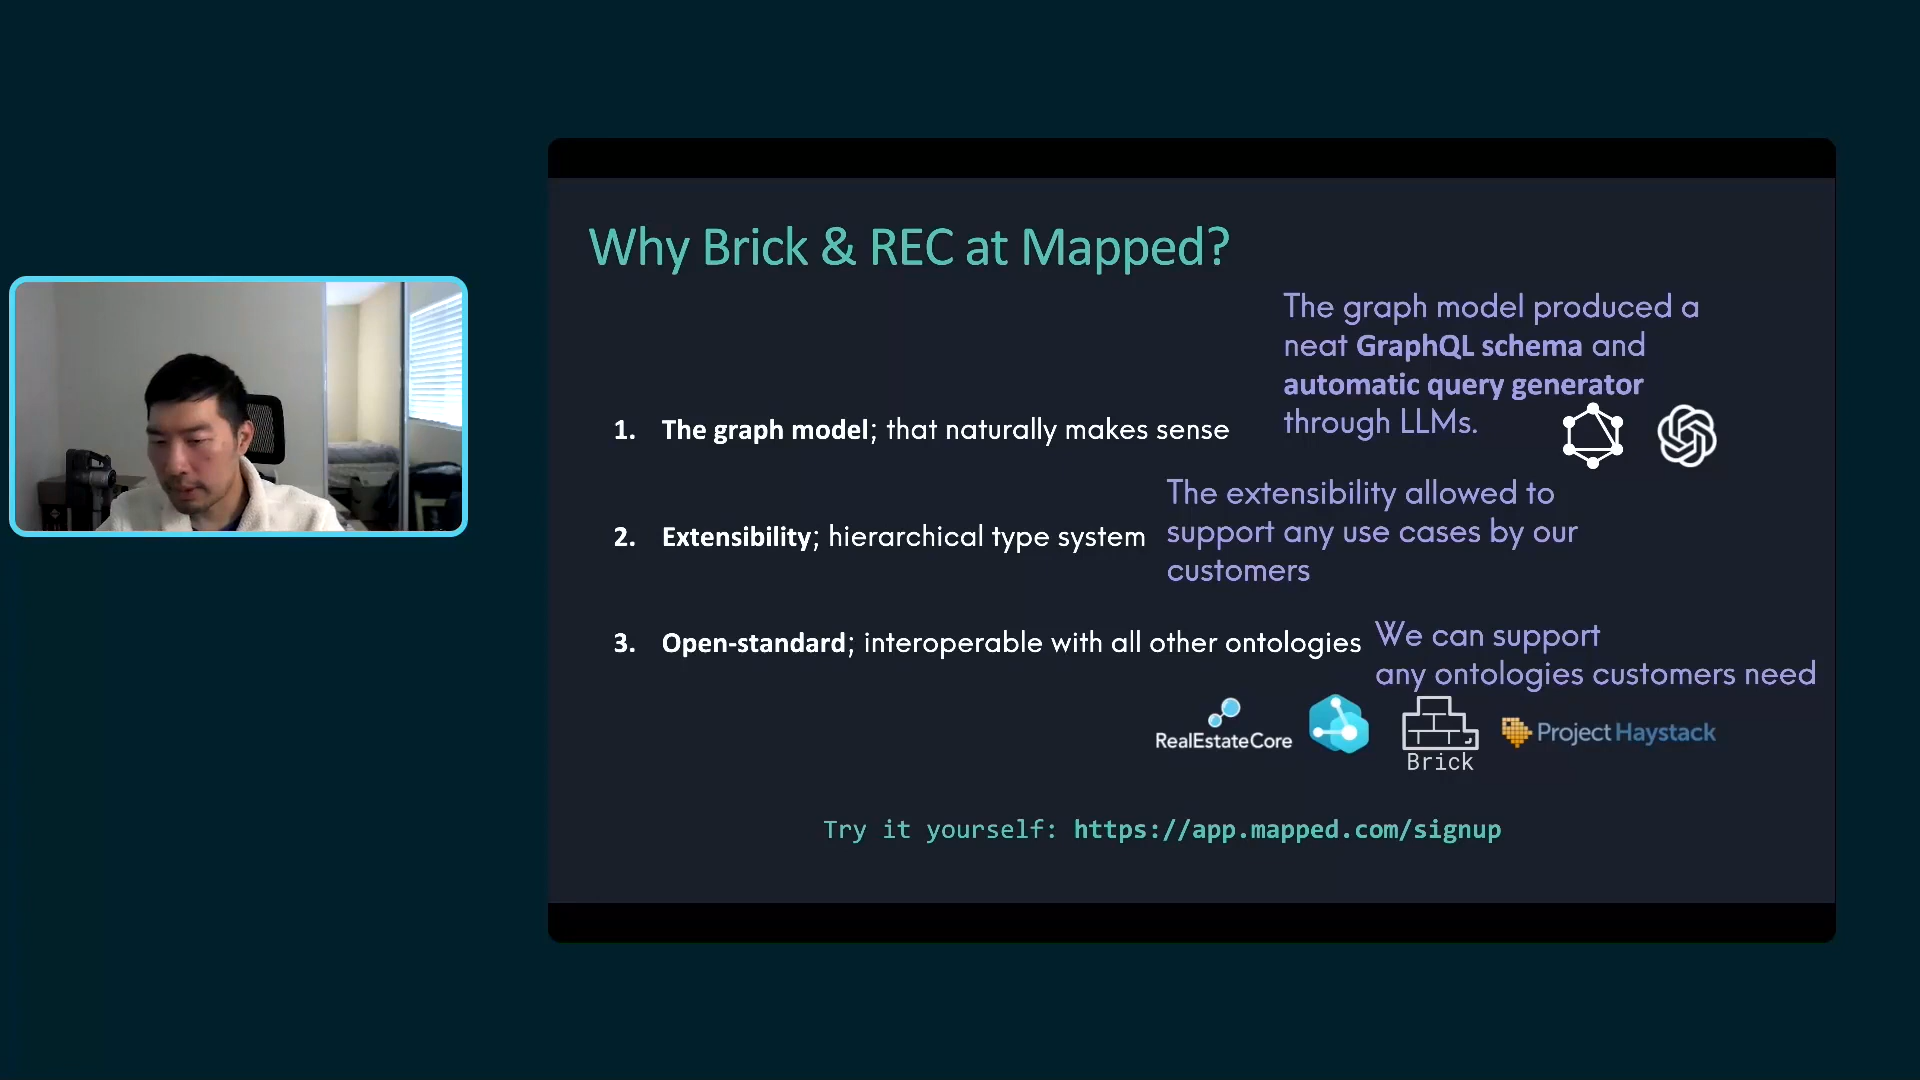 Why Brick & REC at Mapped?
The graph model produced a
neat GraphQL schema and
automatic query generator
through LLMs.
1. The graph model; that naturally makes sense
The extensibility allowed to
support any use cases by our
customers
2. Extensibility; hierarchical type system
3. Open-standard; interoperable with all other ontologies
We can support
any ontologies customers need
RealEstateCore
Brick
Project Haystack
Try it yourself: https://app.mapped.com/signup